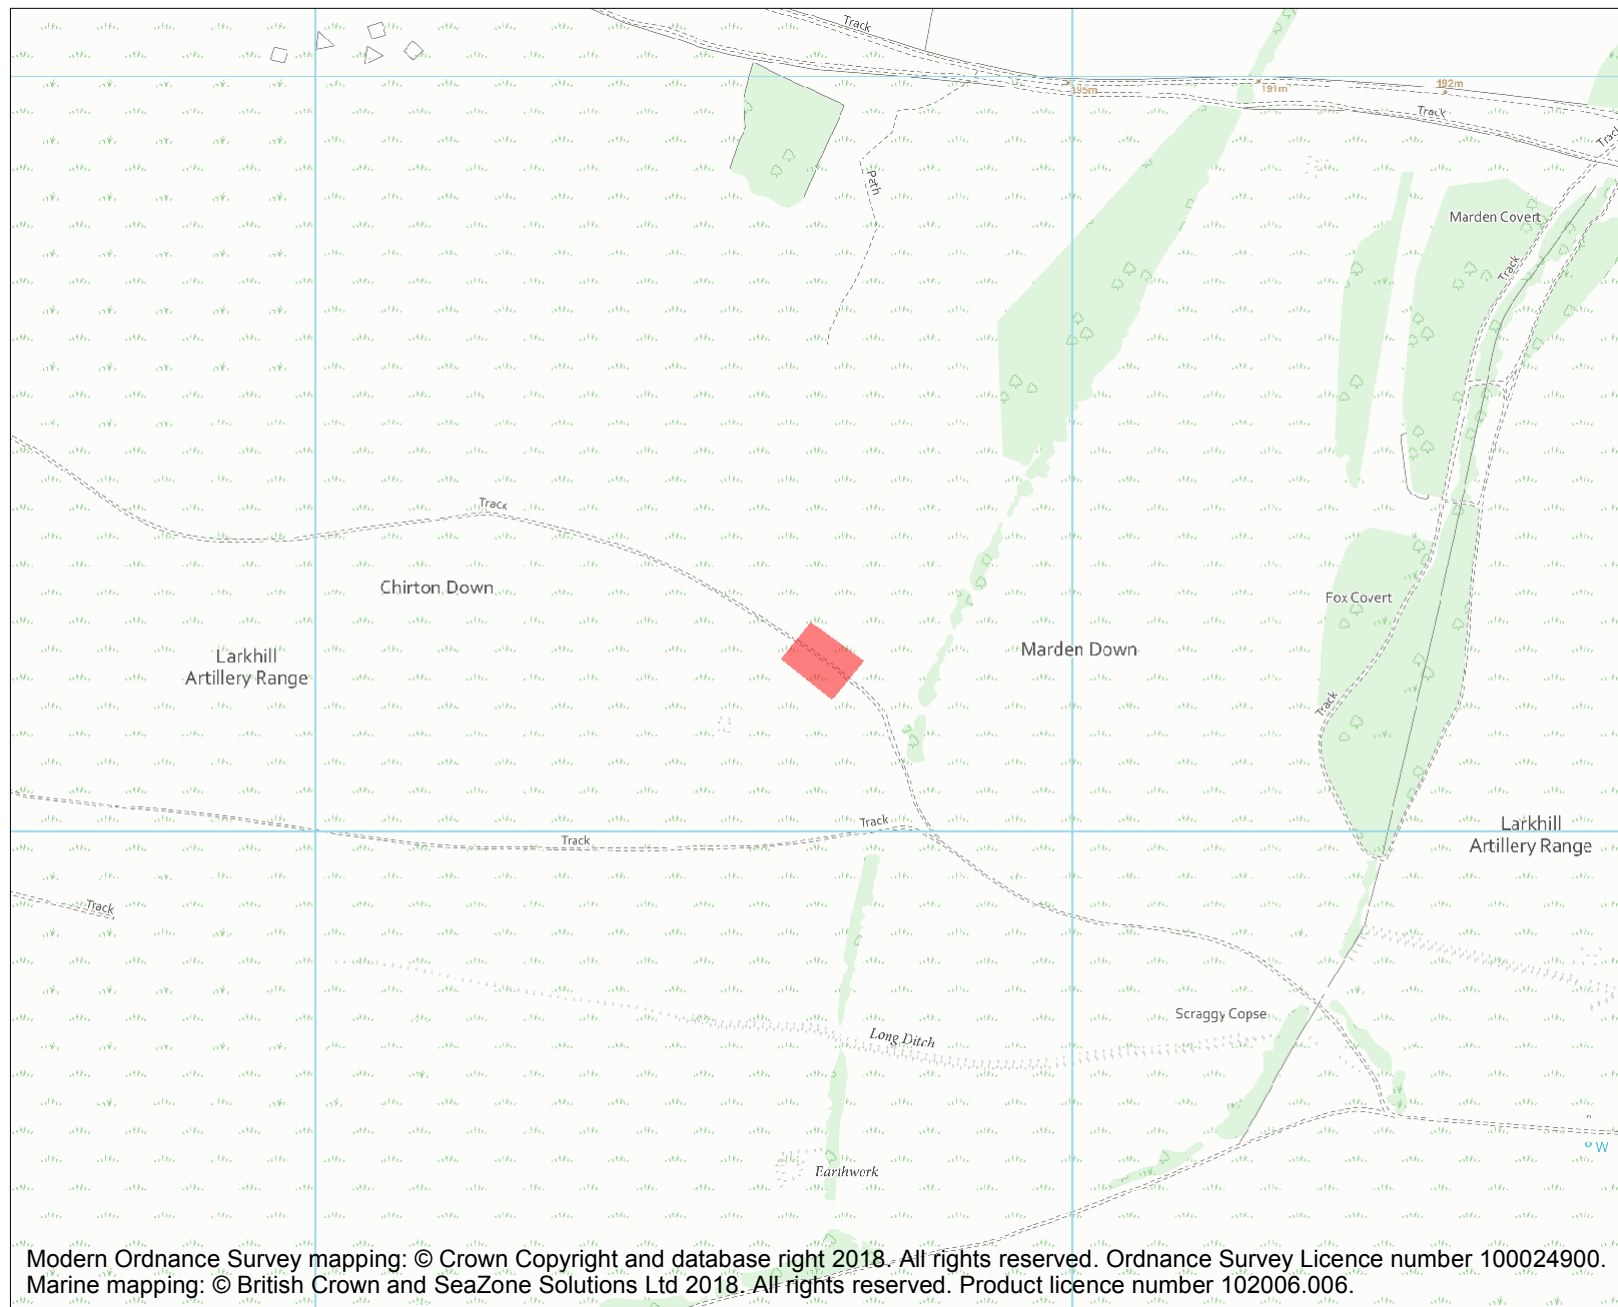 Track
195m
191m
192m
Track
Track
Path
Marden Covert
Track
Track
Chirton Down
Fox Covert
Larkhill
Artillery Range
Marden Down
Track
Track
Track
Larkhill
Artillery Range
Track
Scraggy Copse
Long Ditch
W
Earthwork
Modern Ordnance Survey mapping: © Crown Copyright and database right 2018. All rights reserved. Ordnance Survey Licence number 100024900.
Marine mapping: © British Crown and SeaZone Solutions Ltd 2018. All rights reserved. Product licence number 102006.006.